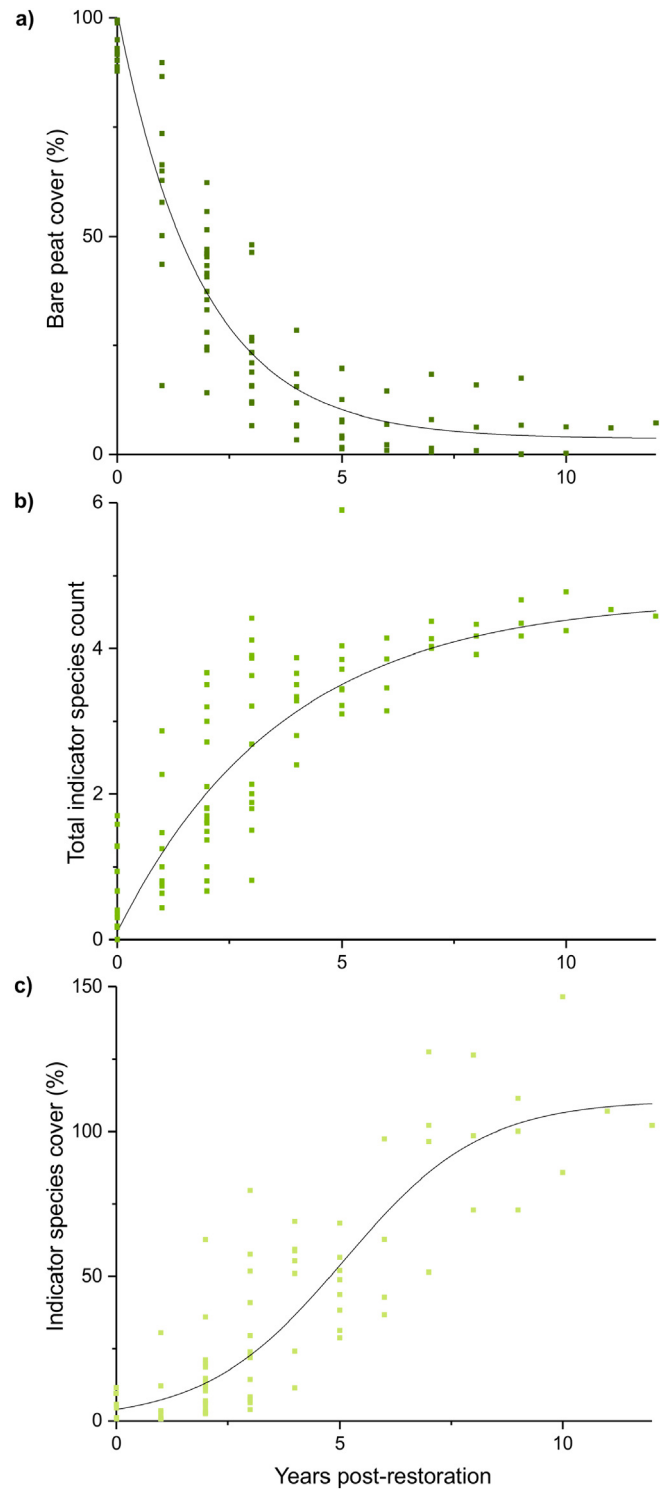 a)
Bare peat cover (%)
100
50
0
0
5
10
b)
Total indicator species count
6
4
2
0
0
5
10
c)
Indicator species cover (%)
150
100
50
0
0
5
10
Years post-restoration